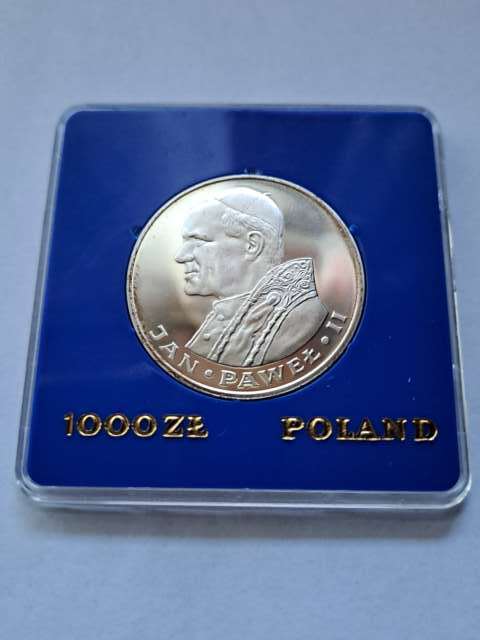 JAN • PAWEŁ • II
1000 ZŁ POLAND